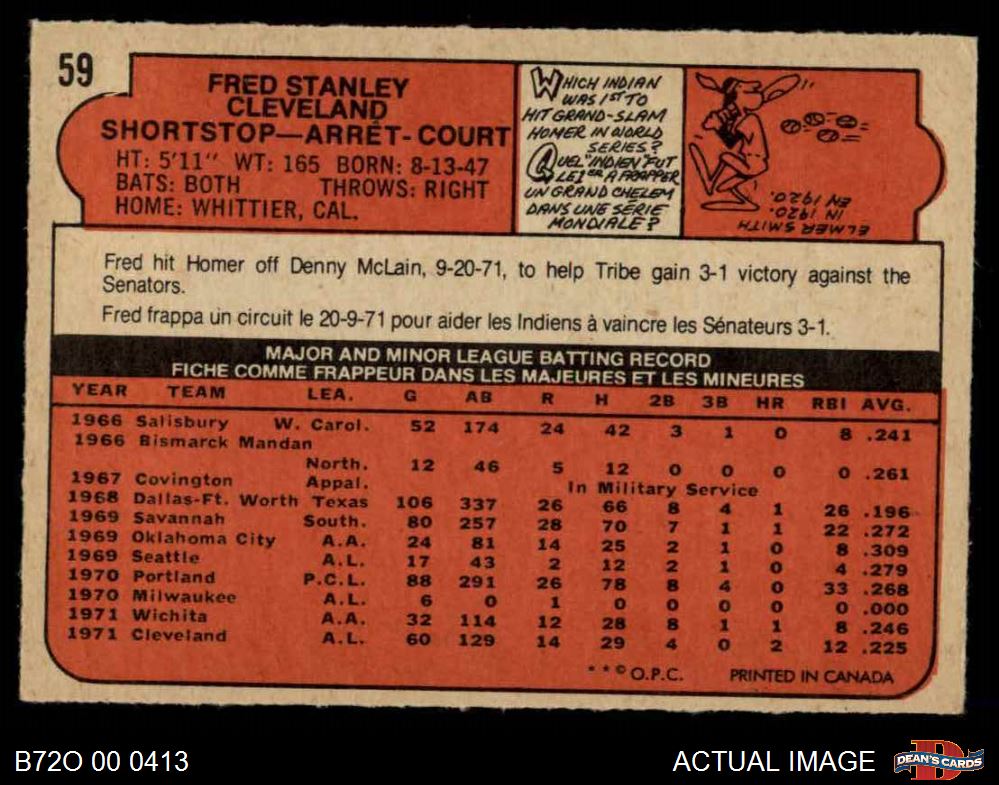 59
FRED STANLEY
CLEVELAND
SHORTSTOP—ARRÊT-COURT
HT: 5'11" WT: 165 BORN: 8-13-47
BATS: BOTH THROWS: RIGHT
HOME: WHITTIER, CAL.
WHICH INDIAN
WAS 1ST TO
HIT GRAND-SLAM
HOMER IN WORLD
SERIES?
QUEL "INDIEN" FUT
LE 1ER A FRAPPER
UN GRAND CHELEM
DANS UNE SÉRIE
MONDIALE?
ELMER SMITH
IN 1920.
EN 1920.
Fred hit Homer off Denny McLain, 9-20-71, to help Tribe gain 3-1 victory against the
Senators.
Fred frappa un circuit le 20-9-71 pour aider les Indiens à vaincre les Sénateurs 3-1.
MAJOR AND MINOR LEAGUE BATTING RECORD
FICHE COMME FRAPPEUR DANS LES MAJEURES ET LES MINEURES
YEAR TEAM LEA. G AB R H 2B 3B HR RBI AVG.
1966 Salisbury W. Carol. 52 174 24 42 3 1 0 8 .241
1966 Bismarck Mandan
North. 12 46 5 12 0 0 0 0 .261
1967 Covington Appal. In Military Service
1968 Dallas-Ft. Worth Texas 106 337 26 66 8 4 1 26 .196
1969 Savannah South. 80 257 28 70 7 1 1 22 .272
1969 Oklahoma City A.A. 24 81 14 25 2 1 0 8 .309
1969 Seattle A.L. 17 43 2 12 2 1 0 4 .279
1970 Portland P.C.L. 88 291 26 78 8 4 0 33 .268
1970 Milwaukee A.L. 6 0 1 0 0 0 0 0 .000
1971 Wichita A.A. 32 114 12 28 8 1 1 8 .246
1971 Cleveland A.L. 60 129 14 29 4 0 2 12 .225
**© O.P.C. PRINTED IN CANADA
B72O 00 0413
ACTUAL IMAGE
D
DEAN'S CARDS